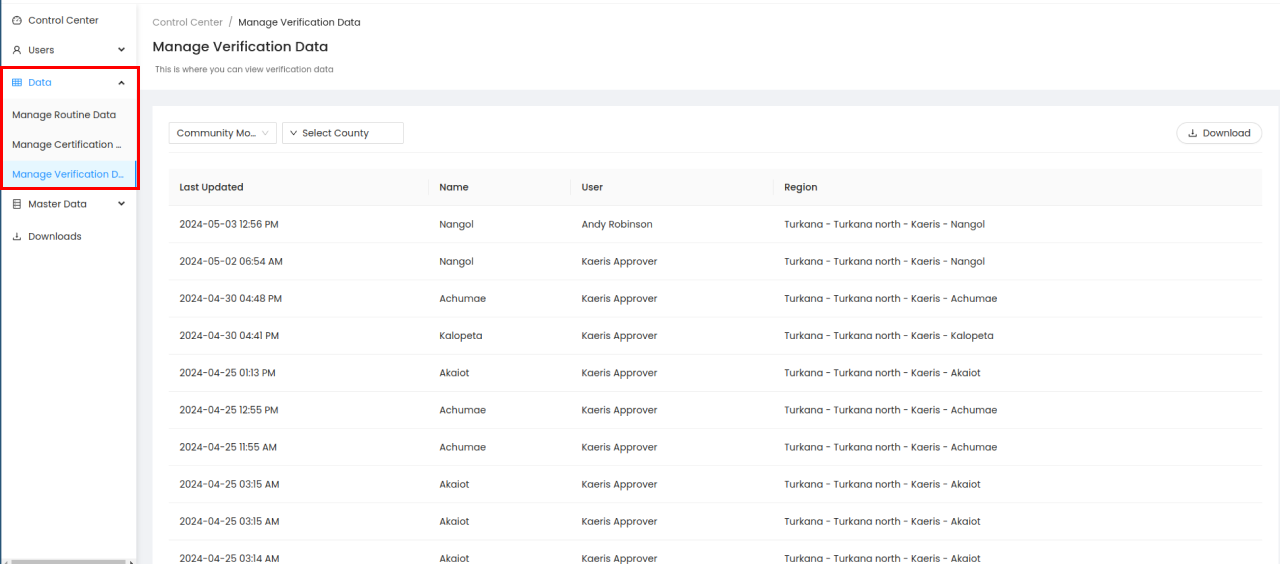 Control Center
Users
Data
Manage Routine Data
Manage Certification ...
Manage Verification D...
Master Data
Downloads
Control Center / Manage Verification Data
Manage Verification Data
This is where you can view verification data
Community Mo... Select County Download
Last Updated Name User Region
2024-05-03 12:56 PM Nangol Andy Robinson Turkana - Turkana north - Kaeris - Nangol
2024-05-02 06:54 AM Nangol Kaeris Approver Turkana - Turkana north - Kaeris - Nangol
2024-04-30 04:48 PM Achumae Kaeris Approver Turkana - Turkana north - Kaeris - Achumae
2024-04-30 04:41 PM Kalopeta Kaeris Approver Turkana - Turkana north - Kaeris - Kalopeta
2024-04-25 01:13 PM Akaiot Kaeris Approver Turkana - Turkana north - Kaeris - Akaiot
2024-04-25 12:55 PM Achumae Kaeris Approver Turkana - Turkana north - Kaeris - Achumae
2024-04-25 11:55 AM Achumae Kaeris Approver Turkana - Turkana north - Kaeris - Achumae
2024-04-25 03:15 AM Akaiot Kaeris Approver Turkana - Turkana north - Kaeris - Akaiot
2024-04-25 03:15 AM Akaiot Kaeris Approver Turkana - Turkana north - Kaeris - Akaiot
2024-04-25 03:14 AM Akaiot Kaeris Approver Turkana - Turkana north - Kaeris - Akaiot